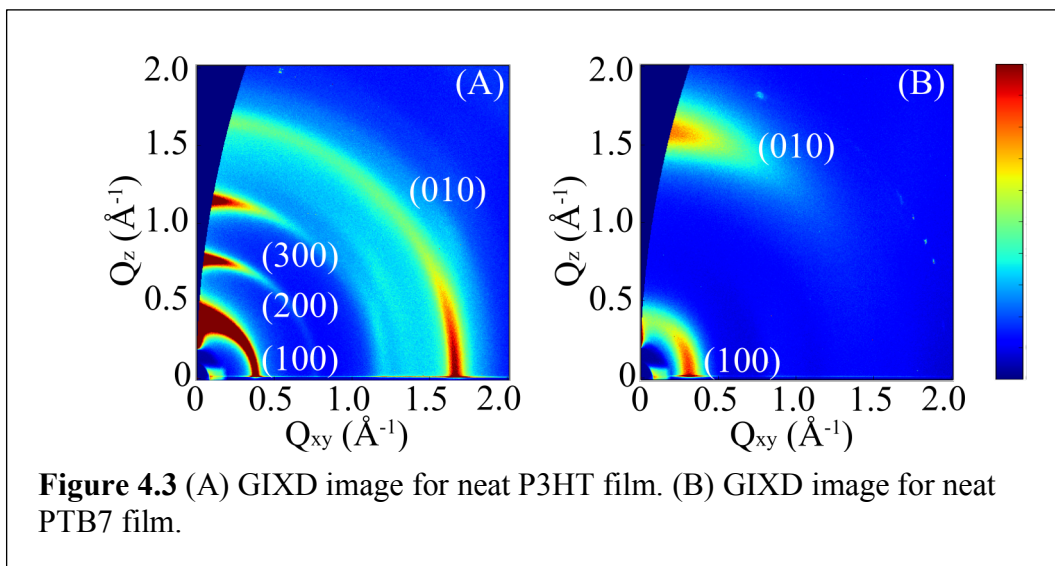 (A)
2.0
1.5
1.0
0.5
0
Qz (Å-1)
(010)
(300)
(200)
(100)
0 0.5 1.0 1.5 2.0
Qxy (Å-1)
(B)
2.0
1.5
1.0
0.5
0
Qz (Å-1)
(010)
(100)
0 0.5 1.0 1.5 2.0
Qxy (Å-1)
Figure 4.3 (A) GIXD image for neat P3HT film. (B) GIXD image for neat
PTB7 film.